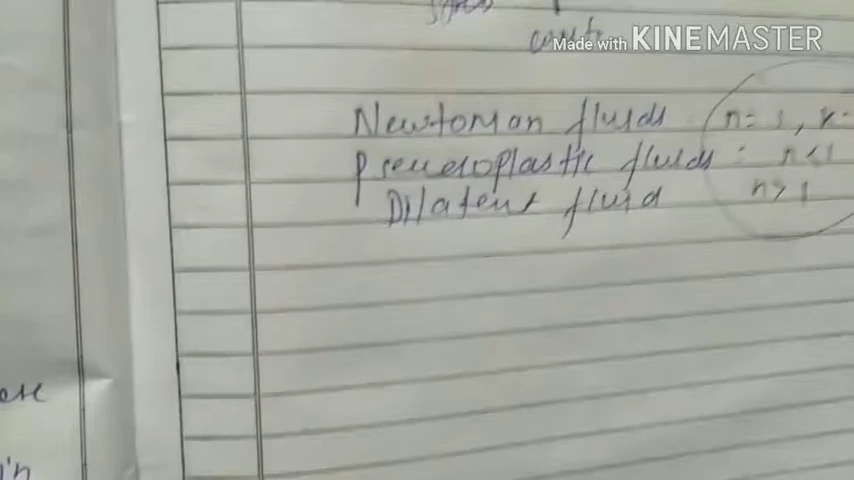 Made with KINEMASTER
Newtonian fluids n = 1, k =
Pseudoplastic fluids : n < 1
Dilatent fluid n > 1